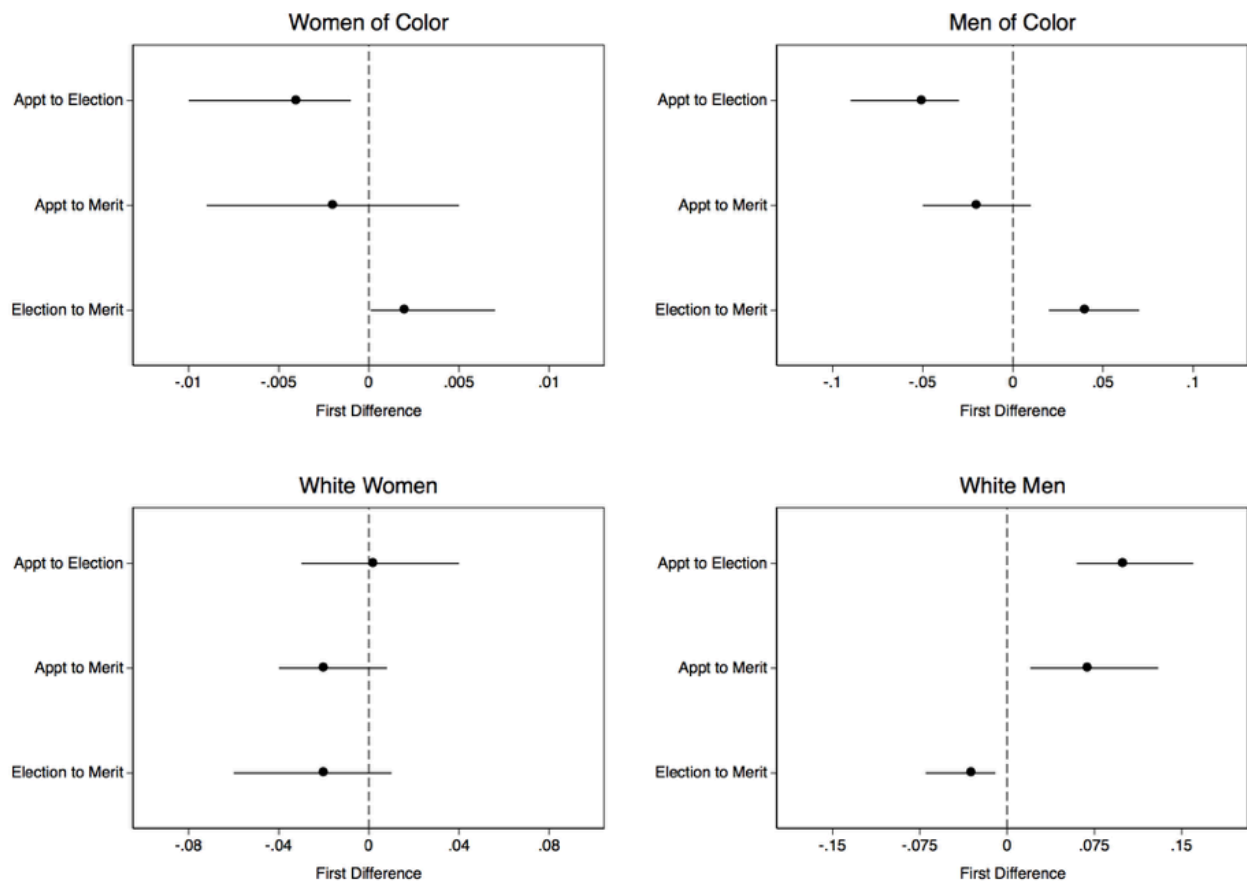 Women of Color
Appt to Election
Appt to Merit
Election to Merit
-.01 -.005 0 .005 .01
First Difference
Men of Color
Appt to Election
Appt to Merit
Election to Merit
-.1 -.05 0 .05 .1
First Difference
White Women
Appt to Election
Appt to Merit
Election to Merit
-.08 -.04 0 .04 .08
First Difference
White Men
Appt to Election
Appt to Merit
Election to Merit
-.15 -.075 0 .075 .15
First Difference